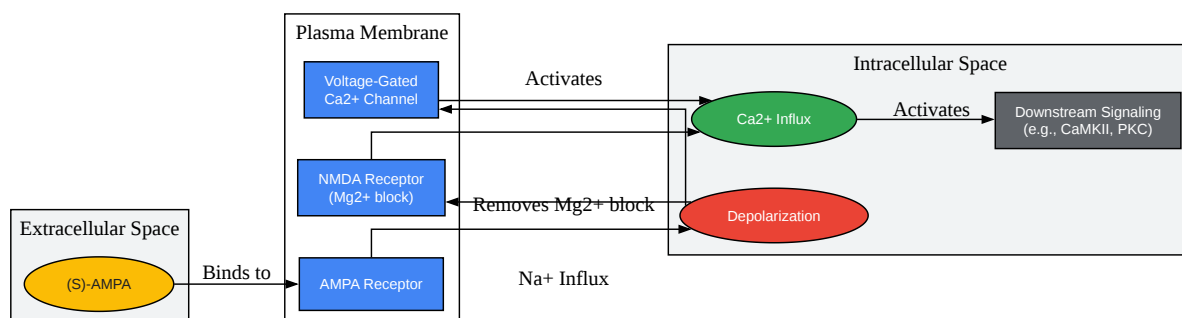 Plasma Membrane
Voltage-Gated
Ca2+ Channel
Activates
Intracellular Space
Ca2+ Influx
Activates
Downstream Signaling
(e.g., CaMKII, PKC)
NMDA Receptor
(Mg2+ block)
Removes Mg2+ block
Depolarization
Extracellular Space
(S)-AMPA
Binds to
AMPA Receptor
Na+ Influx